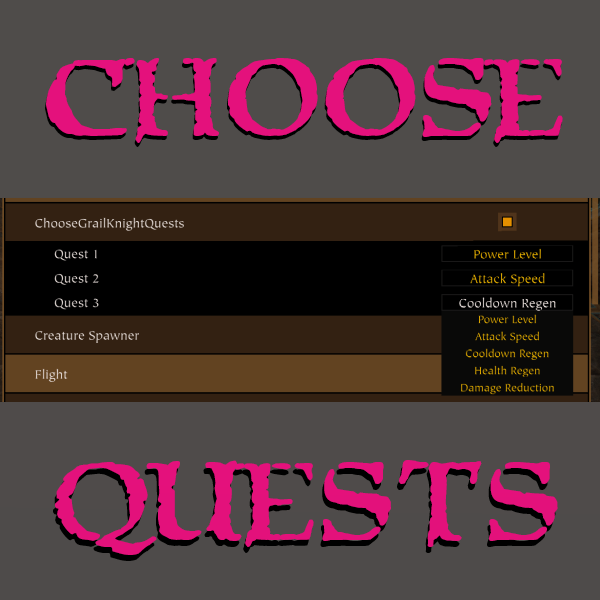 CHOOSE
ChooseGrailKnightQuests
Quest 1 Power Level
Quest 2 Attack Speed
Quest 3 Cooldown Regen
Power Level
Creature Spawner Attack Speed
Cooldown Regen
Flight Health Regen
Damage Reduction
QUESTS